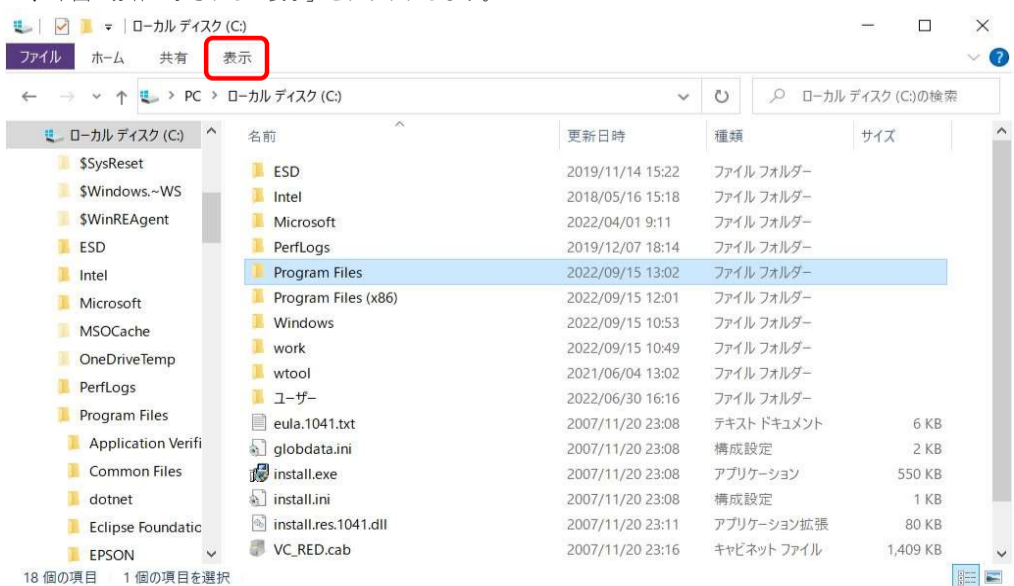 ローカル ディスク (C:)
ファイル ホーム 共有 表示
PC ローカル ディスク (C:) ローカル ディスク (C:)の検索
ローカル ディスク (C:)
$SysReset
$Windows.~WS
$WinREAgent
ESD
Intel
Microsoft
MSOCache
OneDriveTemp
PerfLogs
Program Files
Application Verifi
Common Files
dotnet
Eclipse Foundatic
EPSON
名前 更新日時 種類 サイズ
ESD 2019/11/14 15:22 ファイル フォルダー
Intel 2018/05/16 15:18 ファイル フォルダー
Microsoft 2022/04/01 9:11 ファイル フォルダー
PerfLogs 2019/12/07 18:14 ファイル フォルダー
Program Files 2022/09/15 13:02 ファイル フォルダー
Program Files (x86) 2022/09/15 12:01 ファイル フォルダー
Windows 2022/09/15 10:53 ファイル フォルダー
work 2022/09/15 10:49 ファイル フォルダー
wtool 2021/06/04 13:02 ファイル フォルダー
ユーザー 2022/06/30 16:16 ファイル フォルダー
eula.1041.txt 2007/11/20 23:08 テキスト ドキュメント 6 KB
globdata.ini 2007/11/20 23:08 構成設定 2 KB
install.exe 2007/11/20 23:08 アプリケーション 550 KB
install.ini 2007/11/20 23:08 構成設定 1 KB
install.res.1041.dll 2007/11/20 23:11 アプリケーション拡張 80 KB
VC_RED.cab 2007/11/20 23:16 キャビネット ファイル 1,409 KB
18 個の項目 1 個の項目を選択